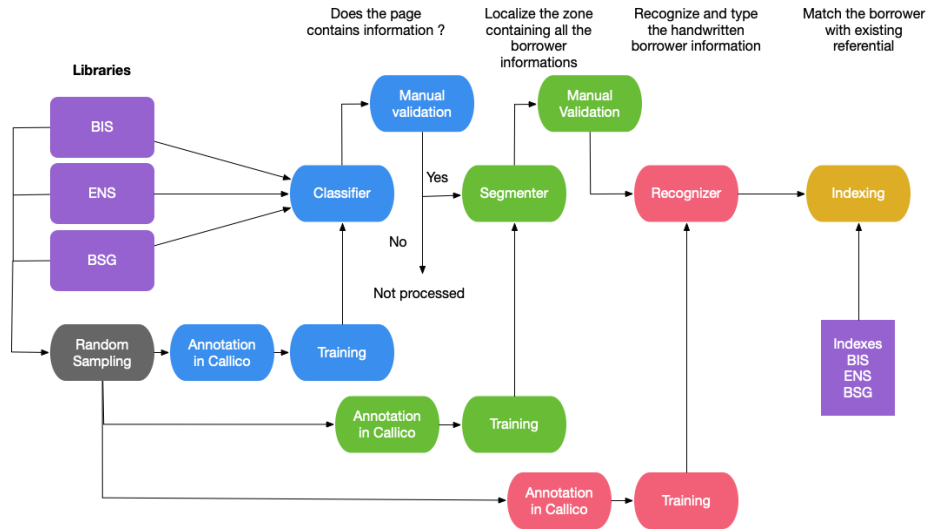 Does the page
contains information ?
Localize the zone
containing all the
borrower
informations
Recognize and type
the handwritten
borrower information
Match the borrower
with existing
referential
Libraries
BIS
ENS
BSG
Manual
validation
Manual
Validation
Classifier
Yes
Segmenter
Recognizer
Indexing
No
Not processed
Random
Sampling
Annotation
in Callico
Training
Indexes
BIS
ENS
BSG
Annotation
in Callico
Training
Annotation
in Callico
Training